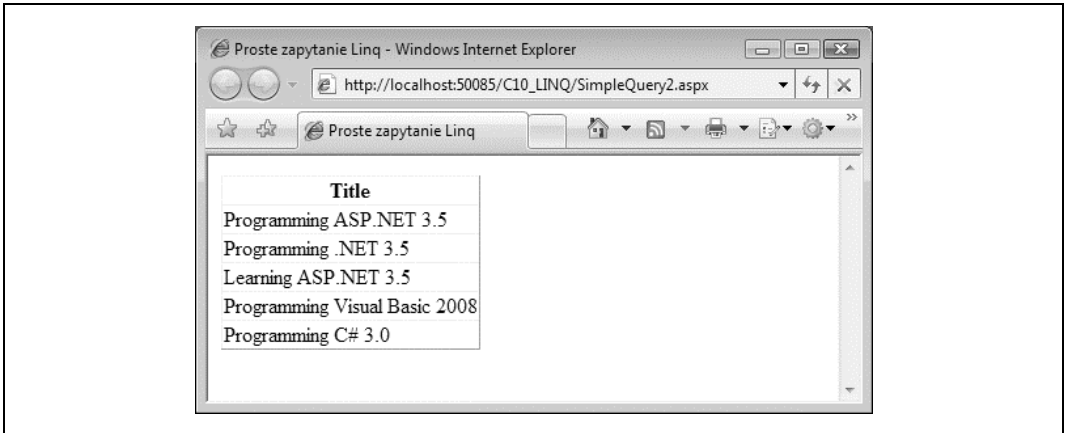 Proste zapytanie Linq - Windows Internet Explorer
http://localhost:50085/C10_LINQ/SimpleQuery2.aspx
Proste zapytanie Linq
Title
Programming ASP.NET 3.5
Programming .NET 3.5
Learning ASP.NET 3.5
Programming Visual Basic 2008
Programming C# 3.0